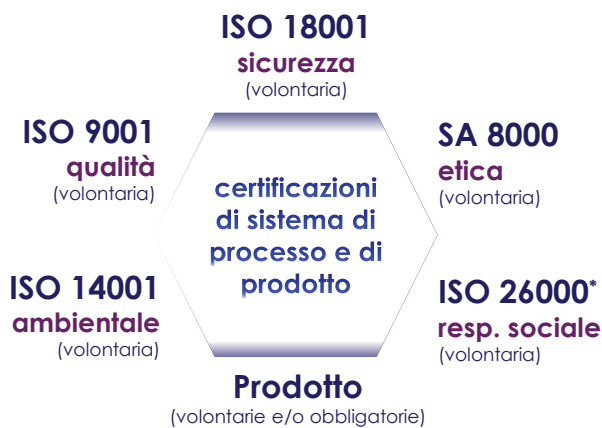 ISO 18001
sicurezza
(volontaria)
ISO 9001
qualità
(volontaria)
SA 8000
etica
(volontaria)
certificazioni
di sistema di
processo e di
prodotto
ISO 14001
ambientale
(volontaria)
ISO 26000*
resp. sociale
(volontaria)
Prodotto
(volontarie e/o obbligatorie)